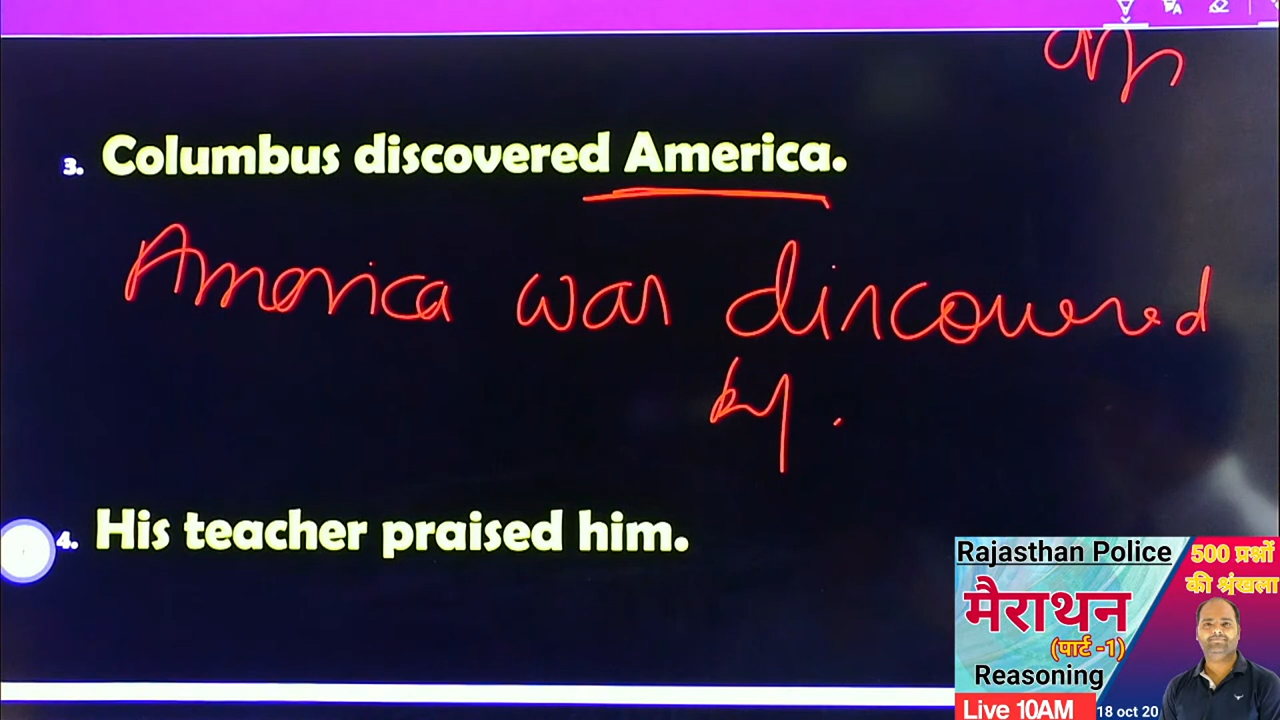 3. Columbus discovered America.
America was discovered
by.
4. His teacher praised him.
Rajasthan Police
500 प्रश्नों
की श्रृंखला
मैराथन
(पार्ट -1)
Reasoning
Live 10AM
18 oct 20